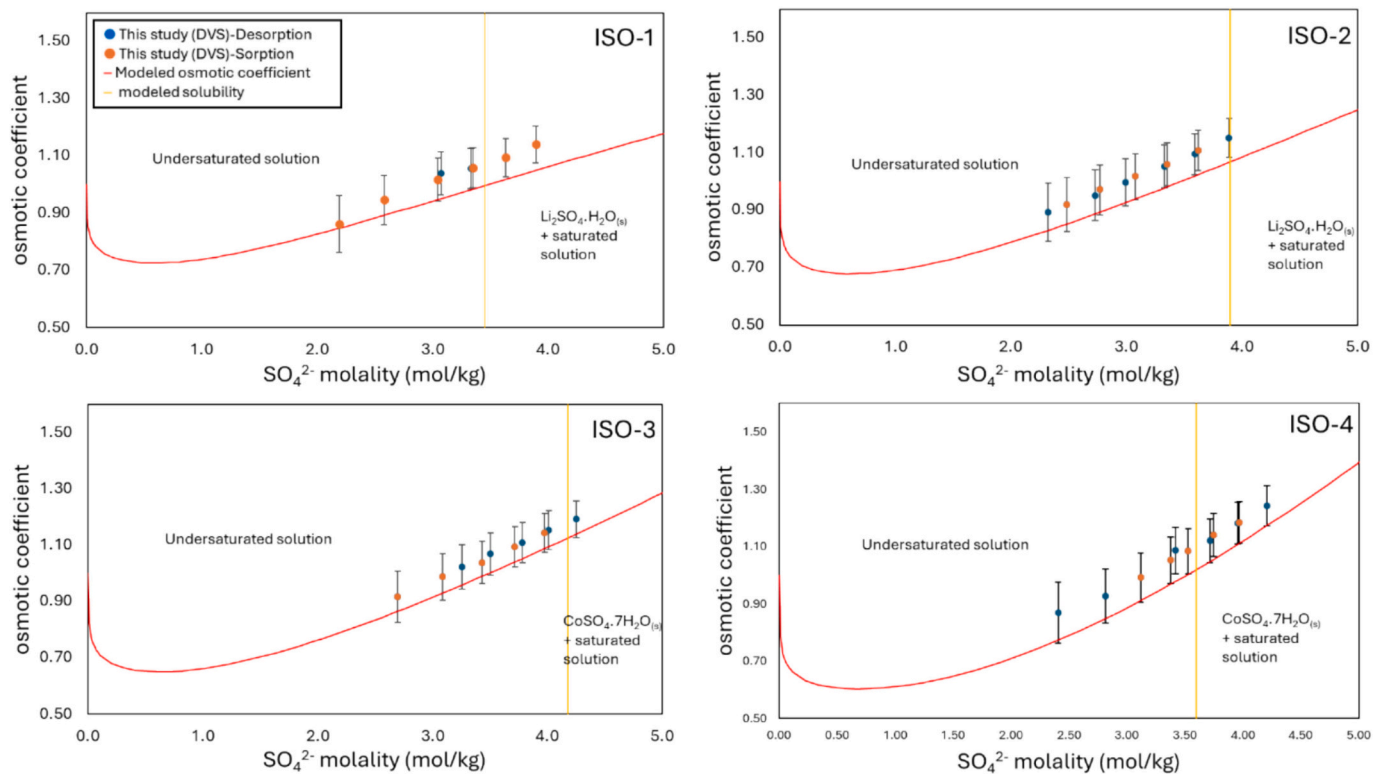 ISO-1
This study (DVS)-Desorption
This study (DVS)-Sorption
Modeled osmotic coefficient
modeled solubility
osmotic coefficient
1.50
1.30
1.10
0.90
0.70
0.50
Undersaturated solution
Li₂SO₄.H₂O₍s₎
+ saturated
solution
0.0 1.0 2.0 3.0 4.0 5.0
SO₄²⁻ molality (mol/kg)
ISO-2
osmotic coefficient
1.50
1.30
1.10
0.90
0.70
0.50
Undersaturated solution
Li₂SO₄.H₂O₍s₎
+ saturated
solution
0.0 1.0 2.0 3.0 4.0 5.0
SO₄²⁻ molality (mol/kg)
ISO-3
osmotic coefficient
1.50
1.30
1.10
0.90
0.70
0.50
Undersaturated solution
CoSO₄.7H₂O₍s₎
+ saturated
solution
0.0 1.0 2.0 3.0 4.0 5.0
SO₄²⁻ molality (mol/kg)
ISO-4
osmotic coefficient
1.50
1.30
1.10
0.90
0.70
0.50
Undersaturated solution
CoSO₄.7H₂O₍s₎
+ saturated
solution
0.00 0.50 1.00 1.50 2.00 2.50 3.00 3.50 4.00 4.50 5.00
SO₄²⁻ molality (mol/kg)